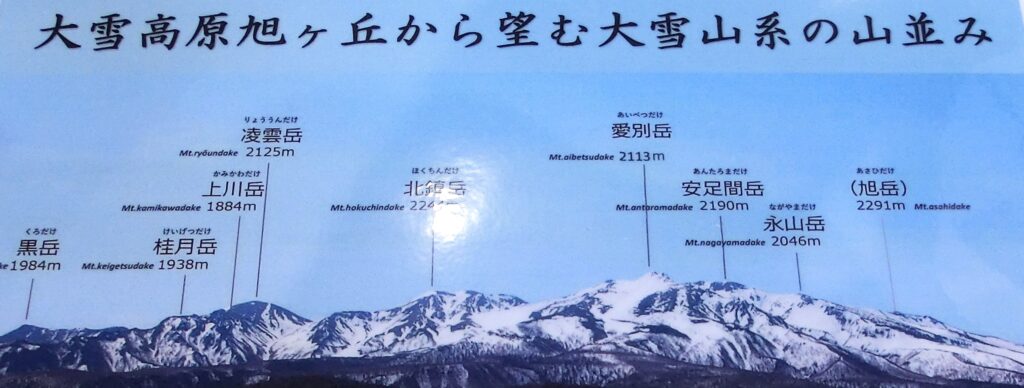 大雪高原旭ヶ丘から望む大雪山系の山並み
りょううんだけ
凌雲岳
Mt.ryōundake 2125m
あいべつだけ
愛別岳
Mt.aibetsudake 2113m
かみかわだけ
上川岳
Mt.kamikawadake 1884m
ほくちんだけ
北鎮岳
Mt.hokuchindake
あんたろまだけ
安足間岳
Mt.antaromadake 2190m
あさひだけ
(旭岳)
2291m Mt.asahidake
ながやまだけ
永山岳
Mt.nagayamadake 2046m
くろだけ
黒岳
1984m
けいげつだけ
桂月岳
Mt.keigetsudake 1938m